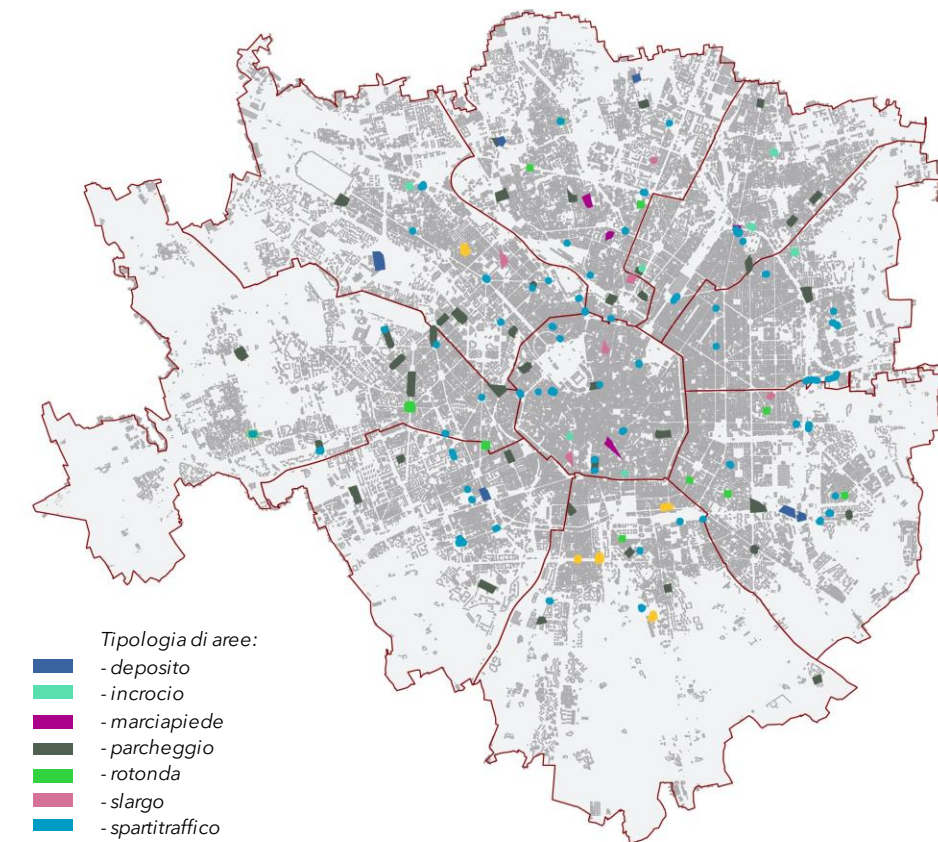 Tipologia di aree:
- deposito
- incrocio
- marciapiede
- parcheggio
- rotonda
- slargo
- spartitraffico